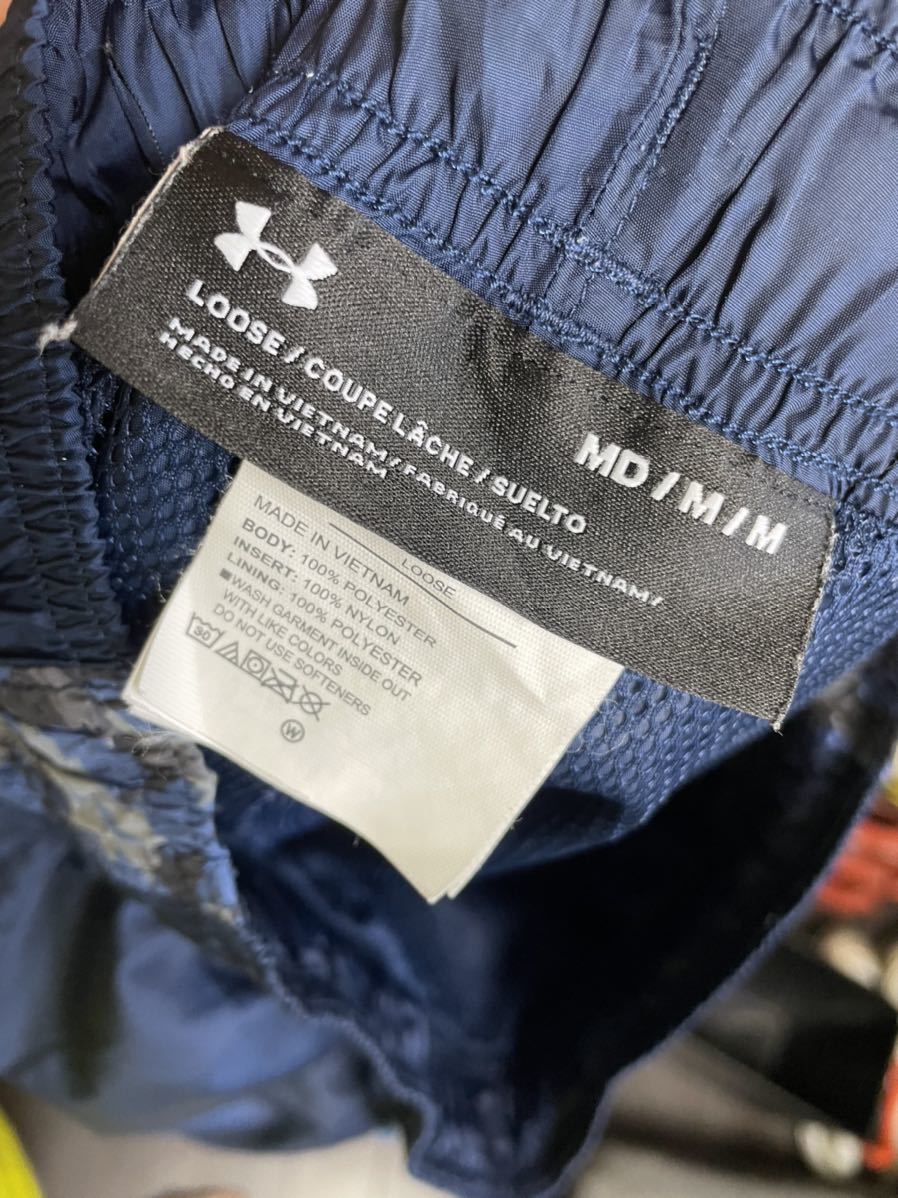 LOOSE / COUPE LÂCHE / SUELTO
MD / M / M
MADE IN VIETNAM / FABRIQUÉ AU VIETNAM /
HECHO EN VIETNAM
LOOSE
MADE IN VIETNAM
BODY: 100% POLYESTER
INSERT: 100% NYLON
LINING: 100% POLYESTER
■WASH GARMENT INSIDE OUT
WITH LIKE COLORS
DO NOT USE SOFTENERS
30
W